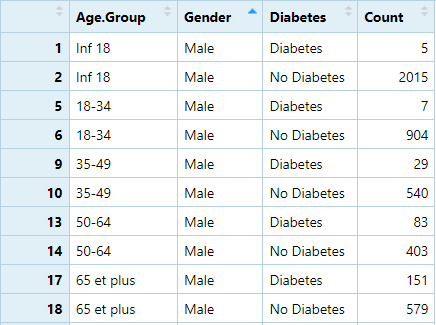 Age.Group Gender Diabetes Count
1 Inf 18 Male Diabetes 5
2 Inf 18 Male No Diabetes 2015
5 18-34 Male Diabetes 7
6 18-34 Male No Diabetes 904
9 35-49 Male Diabetes 29
10 35-49 Male No Diabetes 540
13 50-64 Male Diabetes 83
14 50-64 Male No Diabetes 403
17 65 et plus Male Diabetes 151
18 65 et plus Male No Diabetes 579